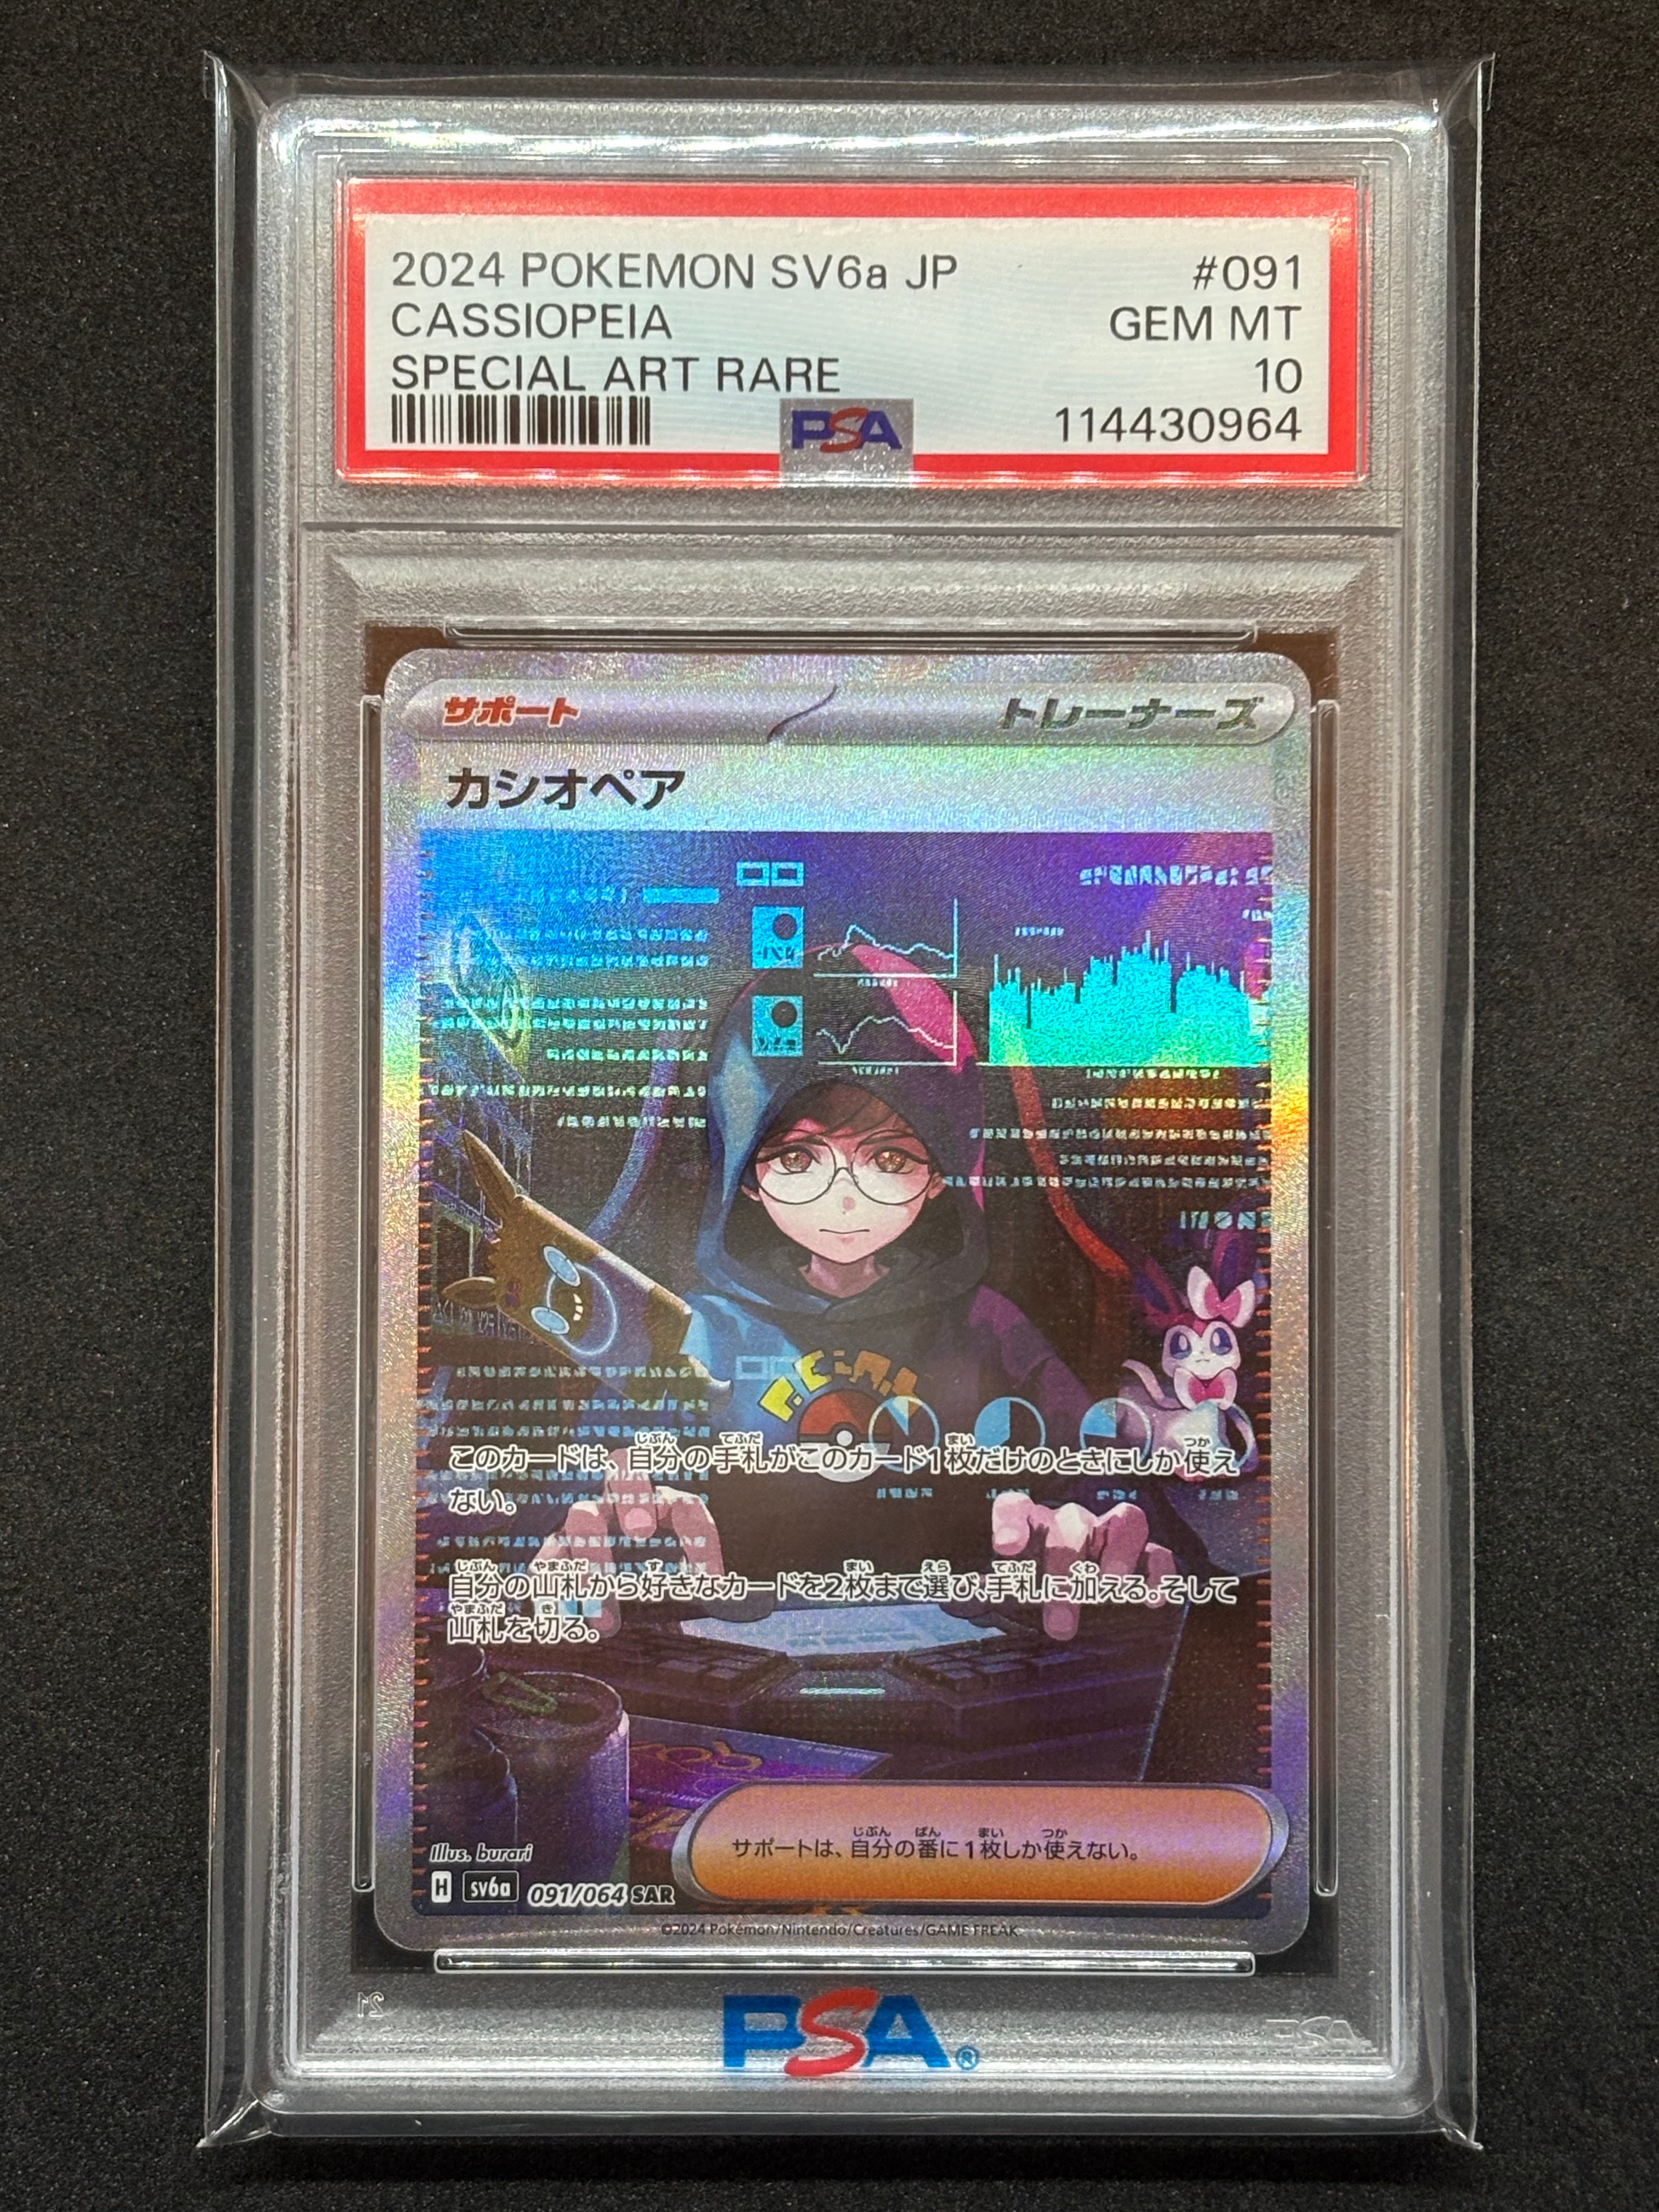 2024 POKEMON SV6a JP #091
CASSIOPEIA GEM MT
SPECIAL ART RARE 10
PSA 114430964
サポート トレーナーズ
カシオペア
このカードは、自分の手札がこのカード1枚だけのときにしか使え
ない。
自分の山札から好きなカードを2枚まで選び、手札に加える。そして
山札を切る。
サポートは、自分の番に1枚しか使えない。
Illus. burari
H sv6a 091/064 SAR
©2024 Pokémon/Nintendo/Creatures/GAME FREAK
PSA®